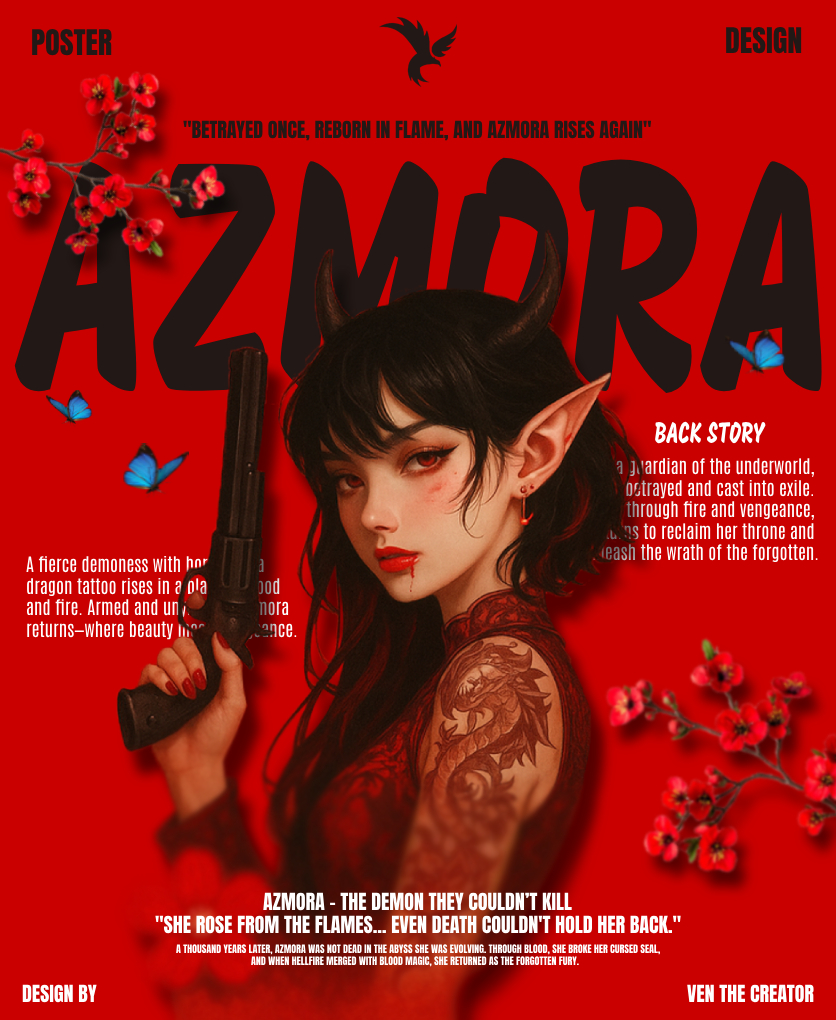 POSTER
DESIGN
"BETRAYED ONCE, REBORN IN FLAME, AND AZMORA RISES AGAIN"
AZMORA
BACK STORY
a guardian of the underworld,
betrayed and cast into exile.
through fire and vengeance,
to reclaim her throne and
the wrath of the forgotten.
A fierce demoness with a
dragon tattoo rises in a
and fire. Armed and
returns—where beauty
AZMORA - THE DEMON THEY COULDN'T KILL
"SHE ROSE FROM THE FLAMES... EVEN DEATH COULDN'T HOLD HER BACK."
A THOUSAND YEARS LATER, AZMORA WAS NOT DEAD IN THE ABYSS SHE WAS EVOLVING. THROUGH BLOOD, SHE BROKE HER CURSED SEAL,
AND WHEN HELLFIRE MERGED WITH BLOOD MAGIC, SHE RETURNED AS THE FORGOTTEN FURY.
DESIGN BY
VEN THE CREATOR